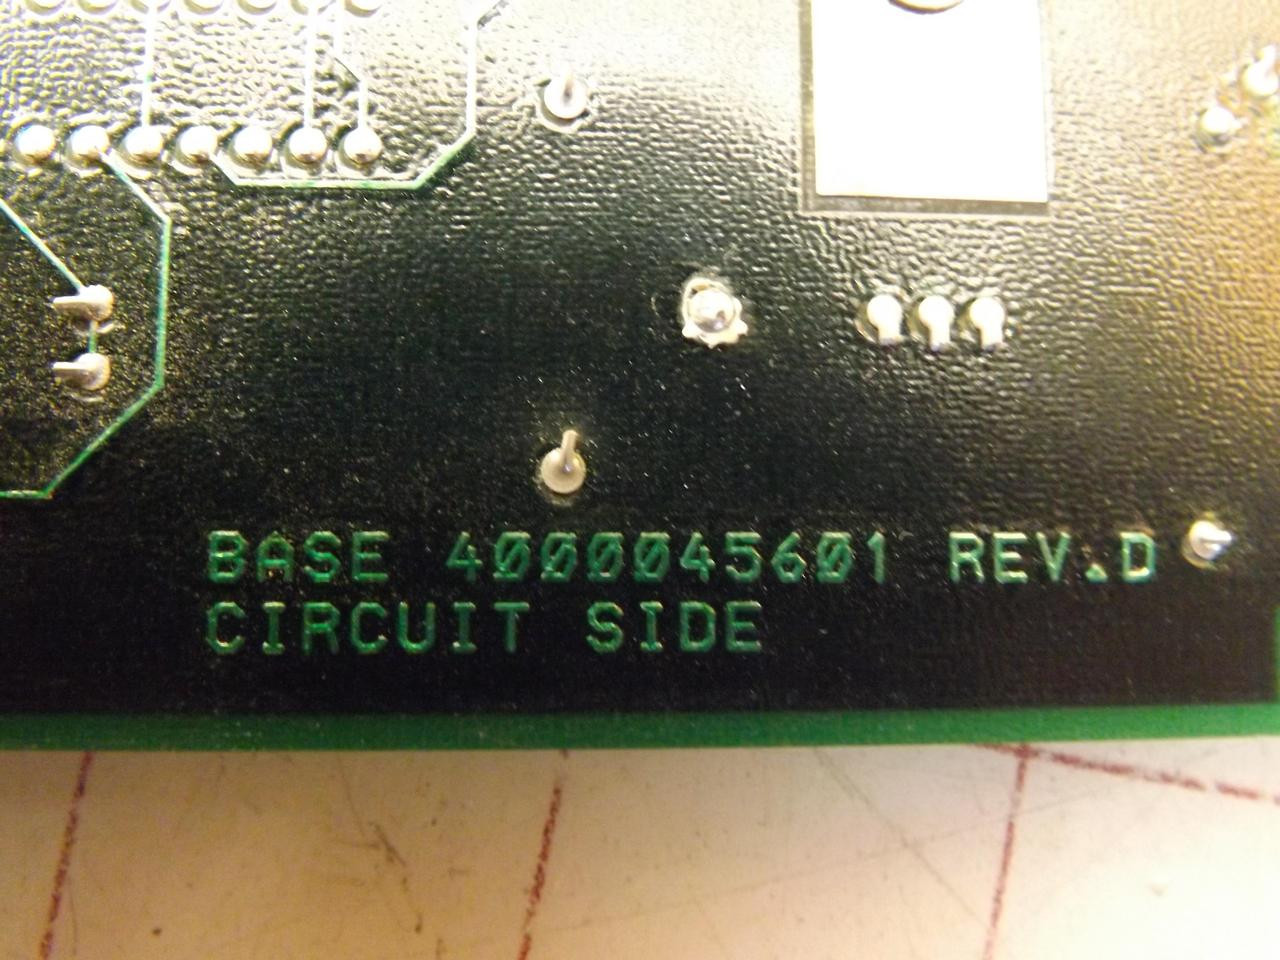 BASE 4000045601 REV.D
CIRCUIT SIDE